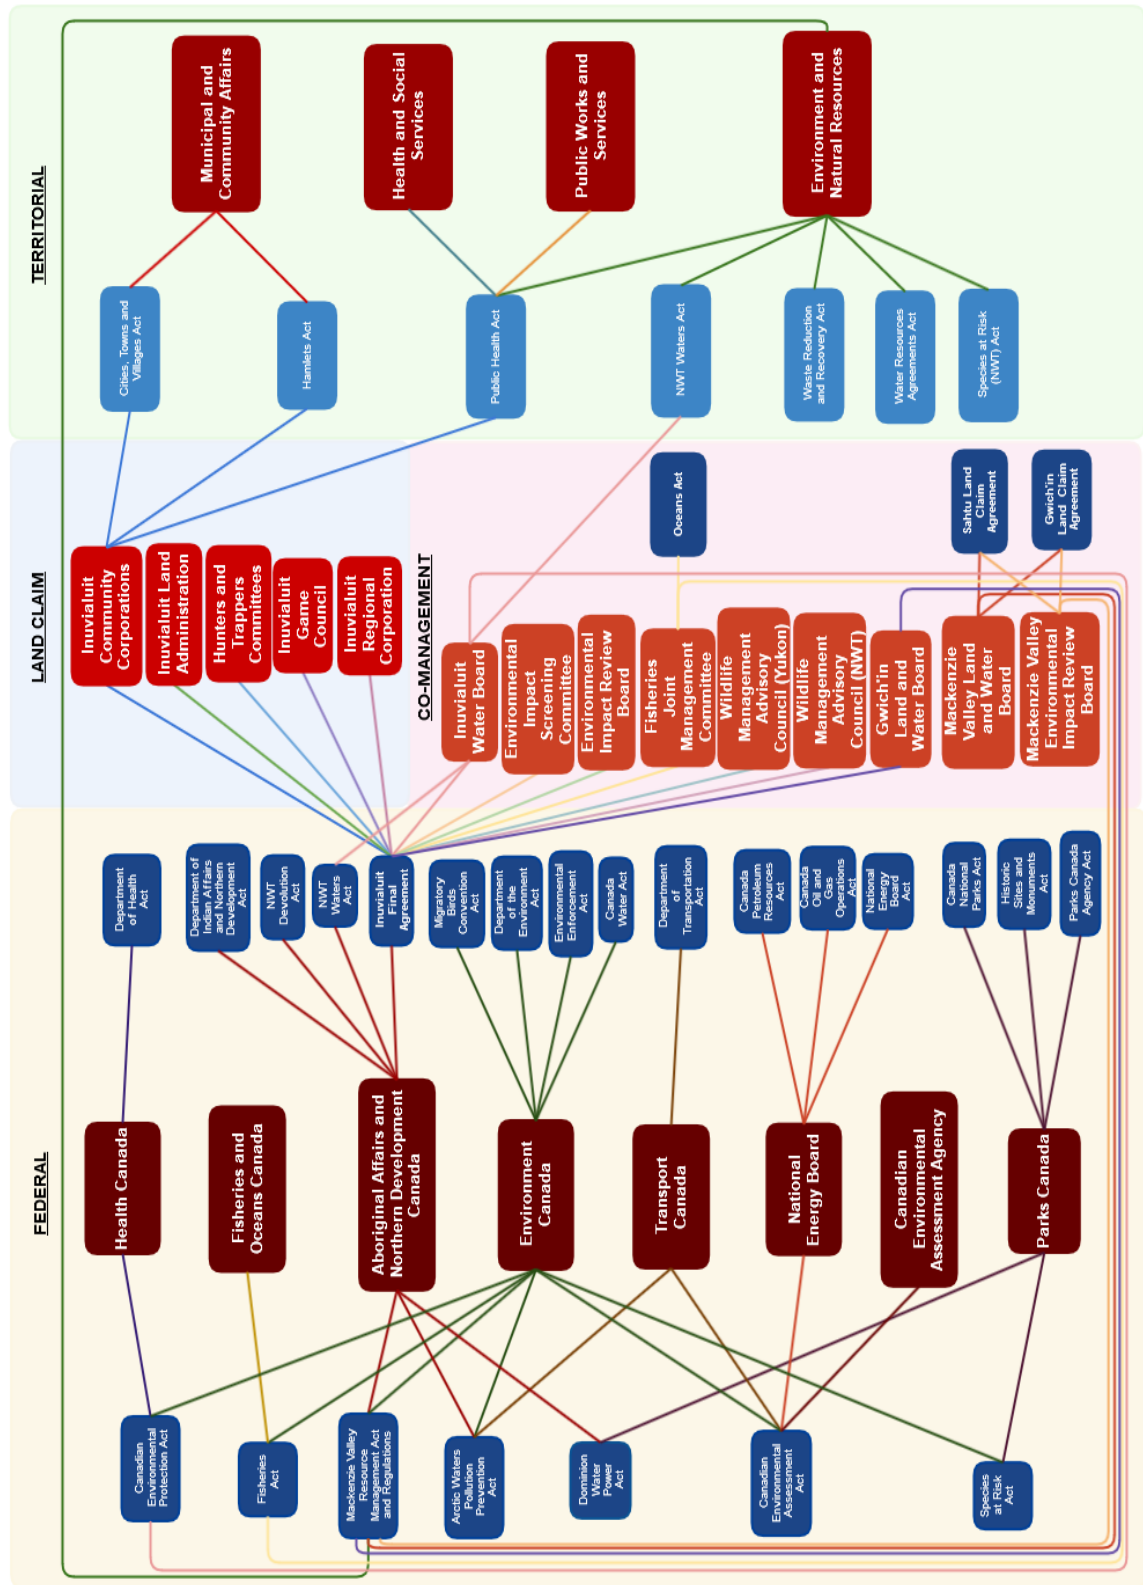 FEDERAL
LAND CLAIM
TERRITORIAL
CO-MANAGEMENT
Canadian
Environmental
Protection Act
Fisheries
Act
Mackenzie Valley
Resource
Management Act
and Regulations
Arctic Waters
Pollution
Prevention
Act
Dominion
Water
Power
Act
Canadian
Environmental
Assessment
Act
Species
at Risk
Act
Health Canada
Fisheries and
Oceans Canada
Aboriginal Affairs and
Northern Development
Canada
Environment
Canada
Transport
Canada
National
Energy Board
Canadian
Environmental
Assessment Agency
Parks Canada
Department
of Health
Act
Department of
Indian Affairs
and Northern
Development
Act
NWT
Devolution
Act
NWT
Waters
Act
Inuvialuit
Final
Agreement
Migratory
Birds
Convention
Act
Department
of the
Environment
Act
Environmental
Enforcement
Act
Canada
Water Act
Department
of
Transportation
Act
Canada
Petroleum
Resources
Act
Canada
Oil and
Gas
Operations
Act
National
Energy
Board
Act
Canada
National
Parks Act
Historic
Sites and
Monuments
Act
Parks Canada
Agency Act
Inuvialuit
Community
Corporations
Inuvialuit Land
Administration
Hunters and
Trappers
Committees
Inuvialuit
Game
Council
Inuvialuit
Regional
Corporation
Inuvialuit
Water Board
Environmental
Impact
Screening
Committee
Environmental
Impact Review
Board
Fisheries
Joint
Management
Committee
Wildlife
Management
Advisory
Council (Yukon)
Wildlife
Management
Advisory
Council (NWT)
Gwich'in
Land and
Water Board
Mackenzie
Valley Land
and Water
Board
Mackenzie Valley
Environmental
Impact Review
Board
Oceans Act
Sahtu Land
Claim
Agreement
Gwich'in
Land Claim
Agreement
Cities, Towns and
Villages Act
Hamlets Act
Public Health Act
NWT Waters Act
Waste Reduction
and Recovery Act
Water Resources
Agreements Act
Species at Risk
(NWT) Act
Municipal and
Community Affairs
Health and Social
Services
Public Works and
Services
Environment and
Natural Resources